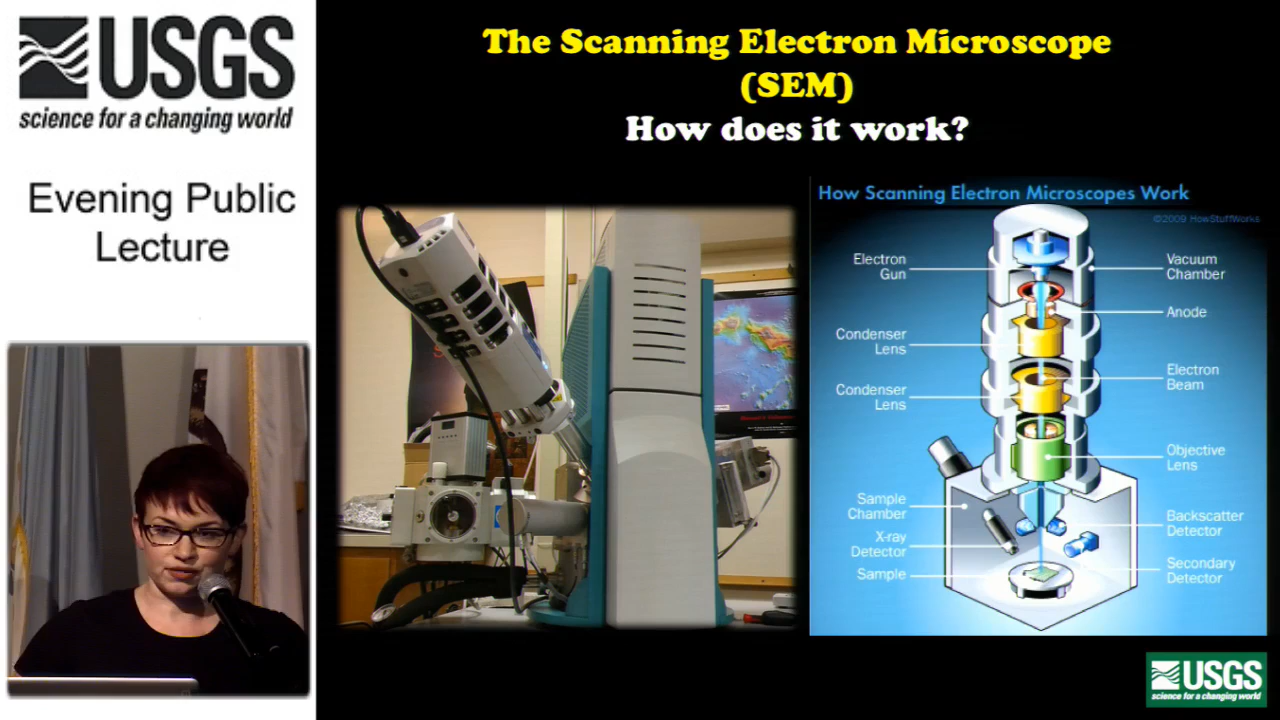 USGS
science for a changing world
Evening Public
Lecture
The Scanning Electron Microscope
(SEM)
How does it work?
How Scanning Electron Microscopes Work
©2009 HowStuffWorks
Electron
Gun
Vacuum
Chamber
Anode
Condenser
Lens
Electron
Beam
Condenser
Lens
Objective
Lens
Sample
Chamber
Backscatter
Detector
X-ray
Detector
Secondary
Detector
Sample
USGS
science for a changing world